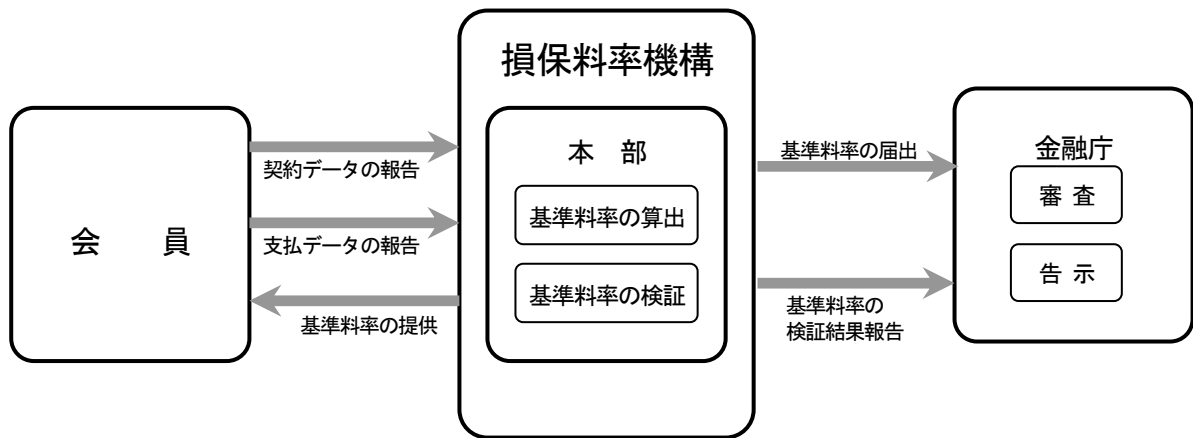 損保料率機構
会　員
契約データの報告
支払データの報告
基準料率の提供
本　部
基準料率の算出
基準料率の検証
基準料率の届出
基準料率の
検証結果報告
金融庁
審 査
告 示